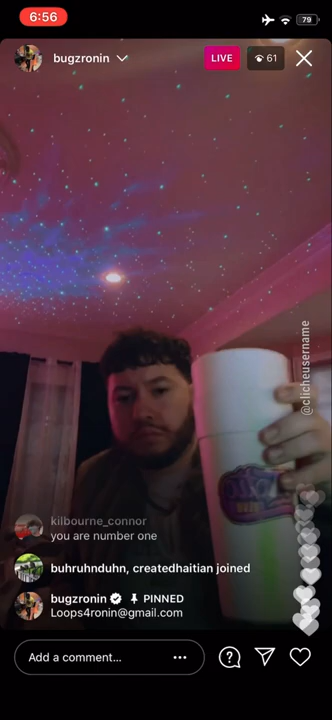 6:56
79
bugzronin
LIVE
61
@clicheusername
kilbourne_connor
you are number one
buhruhnduhn, createdhaitian joined
bugzronin PINNED
Loops4ronin@gmail.com
Add a comment...